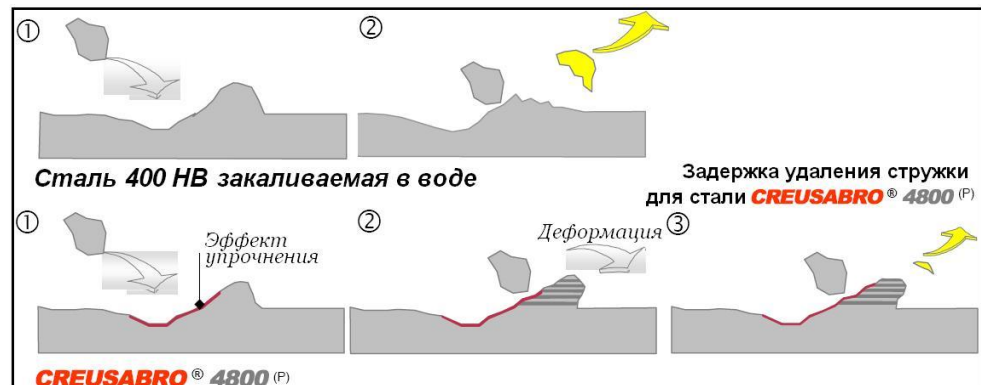 ① ②
Сталь 400 HB закаливаемая в воде
Задержка удаления стружки
для стали CREUSABRO ® 4800 (P)
① Эффект
упрочнения
② Деформация
③
CREUSABRO ® 4800 (P)